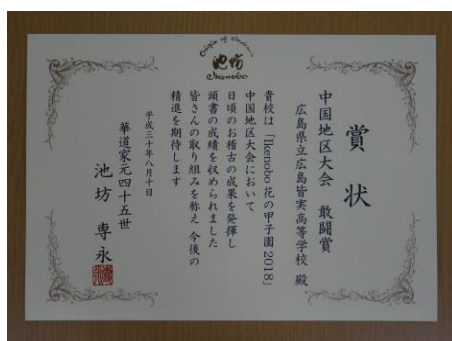 Origin of Ikebana
池坊
Ikenobo
賞状
中国地区大会 敢闘賞
広島県立広島皆実高等学校 殿
貴校は「Ikenobo 花の甲子園 2018」
中国地区大会において
日頃のお稽古の成果を発揮し
頭書の成績を収められました
皆さんの取り組みを称え 今後の
精進を期待します
平成三十年八月十日
華道家元四十五世
池坊 専永